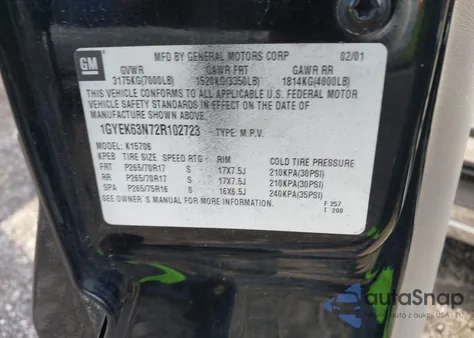 GM
MFD BY GENERAL MOTORS CORP 02/01
GVWR GAWR FRT GAWR RR
3175KG(7000LB) 1520KG(3350LB) 1814KG(4000LB)
THIS VEHICLE CONFORMS TO ALL APPLICABLE U.S. FEDERAL MOTOR
VEHICLE SAFETY STANDARDS IN EFFECT ON THE DATE OF
MANUFACTURE SHOWN ABOVE.
1GYEK63N72R102723 TYPE: M.P.V.
MODEL: K15706
KPEB TIRE SIZE SPEED RTG RIM COLD TIRE PRESSURE
FRT P265/70R17 S 17X7.5J 210KPA(30PSI)
RR P265/70R17 S 17X7.5J 210KPA(30PSI)
SPA P265/75R16 S 16X6.5J 240KPA(35PSI)
SEE OWNER'S MANUAL FOR MORE INFORMATION.
F 257
T 200
autaSnap
USA EU